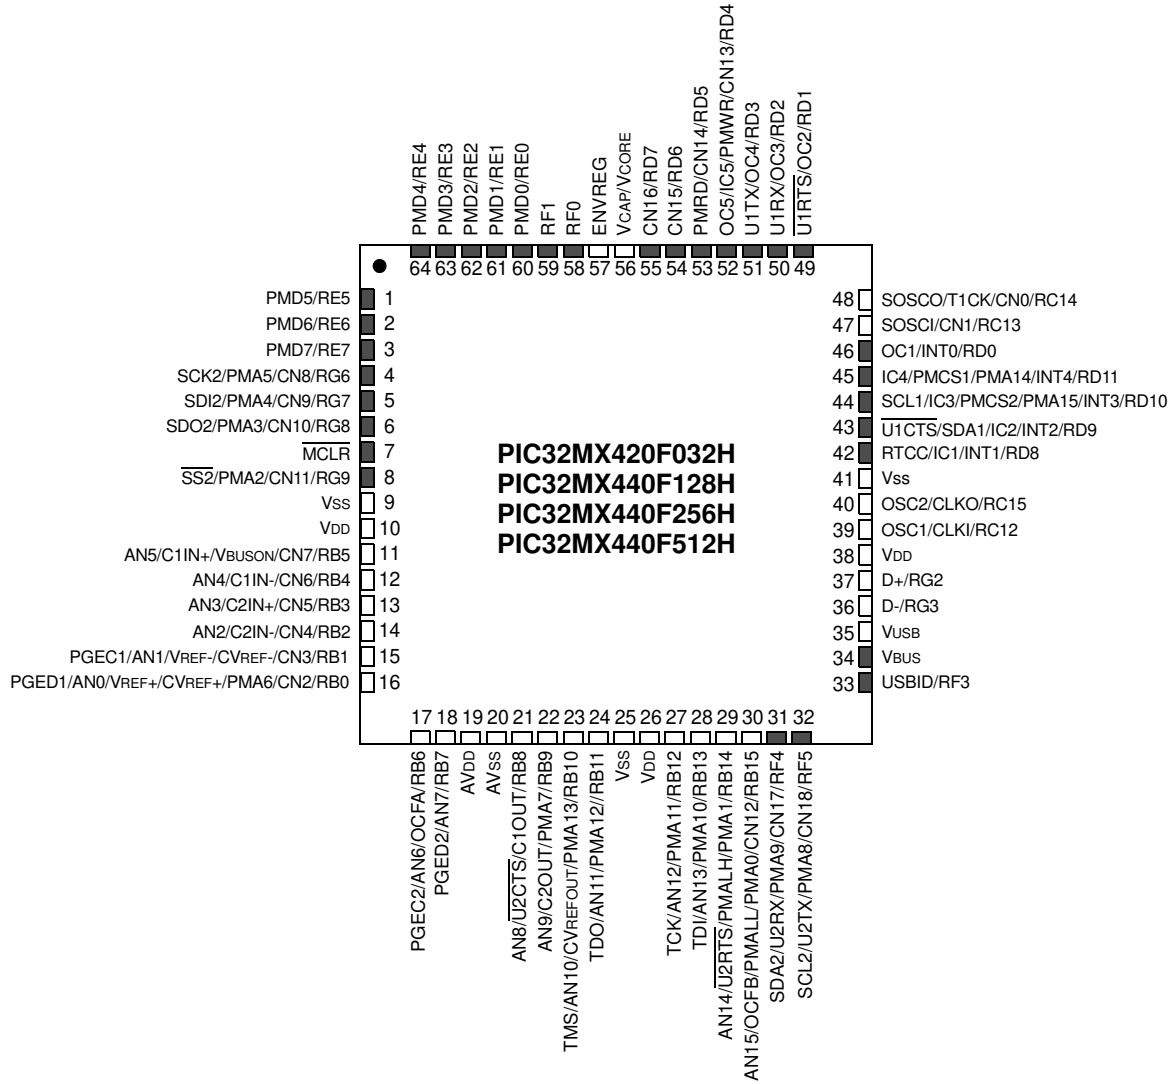 PMD4/RE4
PMD3/RE3
PMD2/RE2
PMD1/RE1
PMD0/RE0
RF1
RF0
ENVREG
VCAP/VCORE
CN16/RD7
CN15/RD6
PMRD/CN14/RD5
OC5/IC5/PMWR/CN13/RD4
U1TX/OC4/RD3
U1RX/OC3/RD2
U1RTS/OC2/RD1
64 63 62 61 60 59 58 57 56 55 54 53 52 51 50 49
PMD5/RE5 1
PMD6/RE6 2
PMD7/RE7 3
SCK2/PMA5/CN8/RG6 4
SDI2/PMA4/CN9/RG7 5
SDO2/PMA3/CN10/RG8 6
MCLR 7
SS2/PMA2/CN11/RG9 8
VSS 9
VDD 10
AN5/C1IN+/VBUSON/CN7/RB5 11
AN4/C1IN-/CN6/RB4 12
AN3/C2IN+/CN5/RB3 13
AN2/C2IN-/CN4/RB2 14
PGEC1/AN1/VREF-/CVREF-/CN3/RB1 15
PGED1/AN0/VREF+/CVREF+/PMA6/CN2/RB0 16
PIC32MX420F032H
PIC32MX440F128H
PIC32MX440F256H
PIC32MX440F512H
48 SOSCO/T1CK/CN0/RC14
47 SOSCI/CN1/RC13
46 OC1/INT0/RD0
45 IC4/PMCS1/PMA14/INT4/RD11
44 SCL1/IC3/PMCS2/PMA15/INT3/RD10
43 U1CTS/SDA1/IC2/INT2/RD9
42 RTCC/IC1/INT1/RD8
41 Vss
40 OSC2/CLKO/RC15
39 OSC1/CLKI/RC12
38 VDD
37 D+/RG2
36 D-/RG3
35 VUSB
34 VBUS
33 USBID/RF3
17 18 19 20 21 22 23 24 25 26 27 28 29 30 31 32
PGEC2/AN6/OCFA/RB6
PGED2/AN7/RB7
AVDD
AVSS
AN8/U2CTS/C1OUT/RB8
AN9/C2OUT/PMA7/RB9
TMS/AN10/CVREFOUT/PMA13/RB10
TDO/AN11/PMA12//RB11
VSS
VDD
TCK/AN12/PMA11/RB12
TDI/AN13/PMA10/RB13
AN14/U2RTS/PMALH/PMA1/RB14
AN15/OCFB/PMALL/PMA0/CN12/RB15
SDA2/U2RX/PMA9/CN17/RF4
SCL2/U2TX/PMA8/CN18/RF5